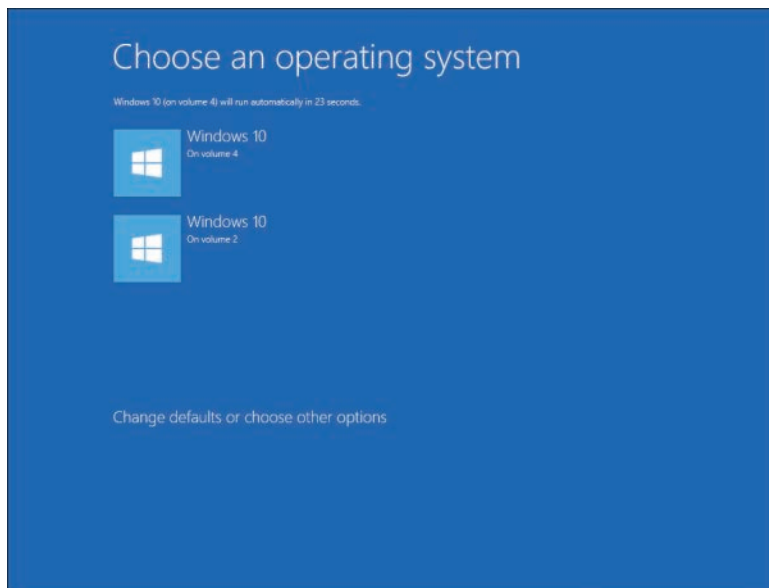 Choose an operating system
Windows 10 (on volume 4) will run automatically in 23 seconds.
Windows 10
On volume 4
Windows 10
On volume 2
Change defaults or choose other options